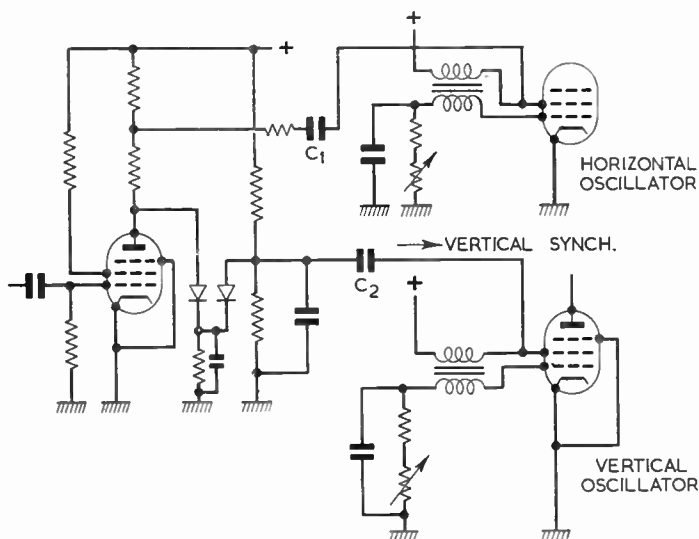 +
+
C1
HORIZONTAL
OSCILLATOR
→VERTICAL SYNCH.
C2
+
VERTICAL
OSCILLATOR